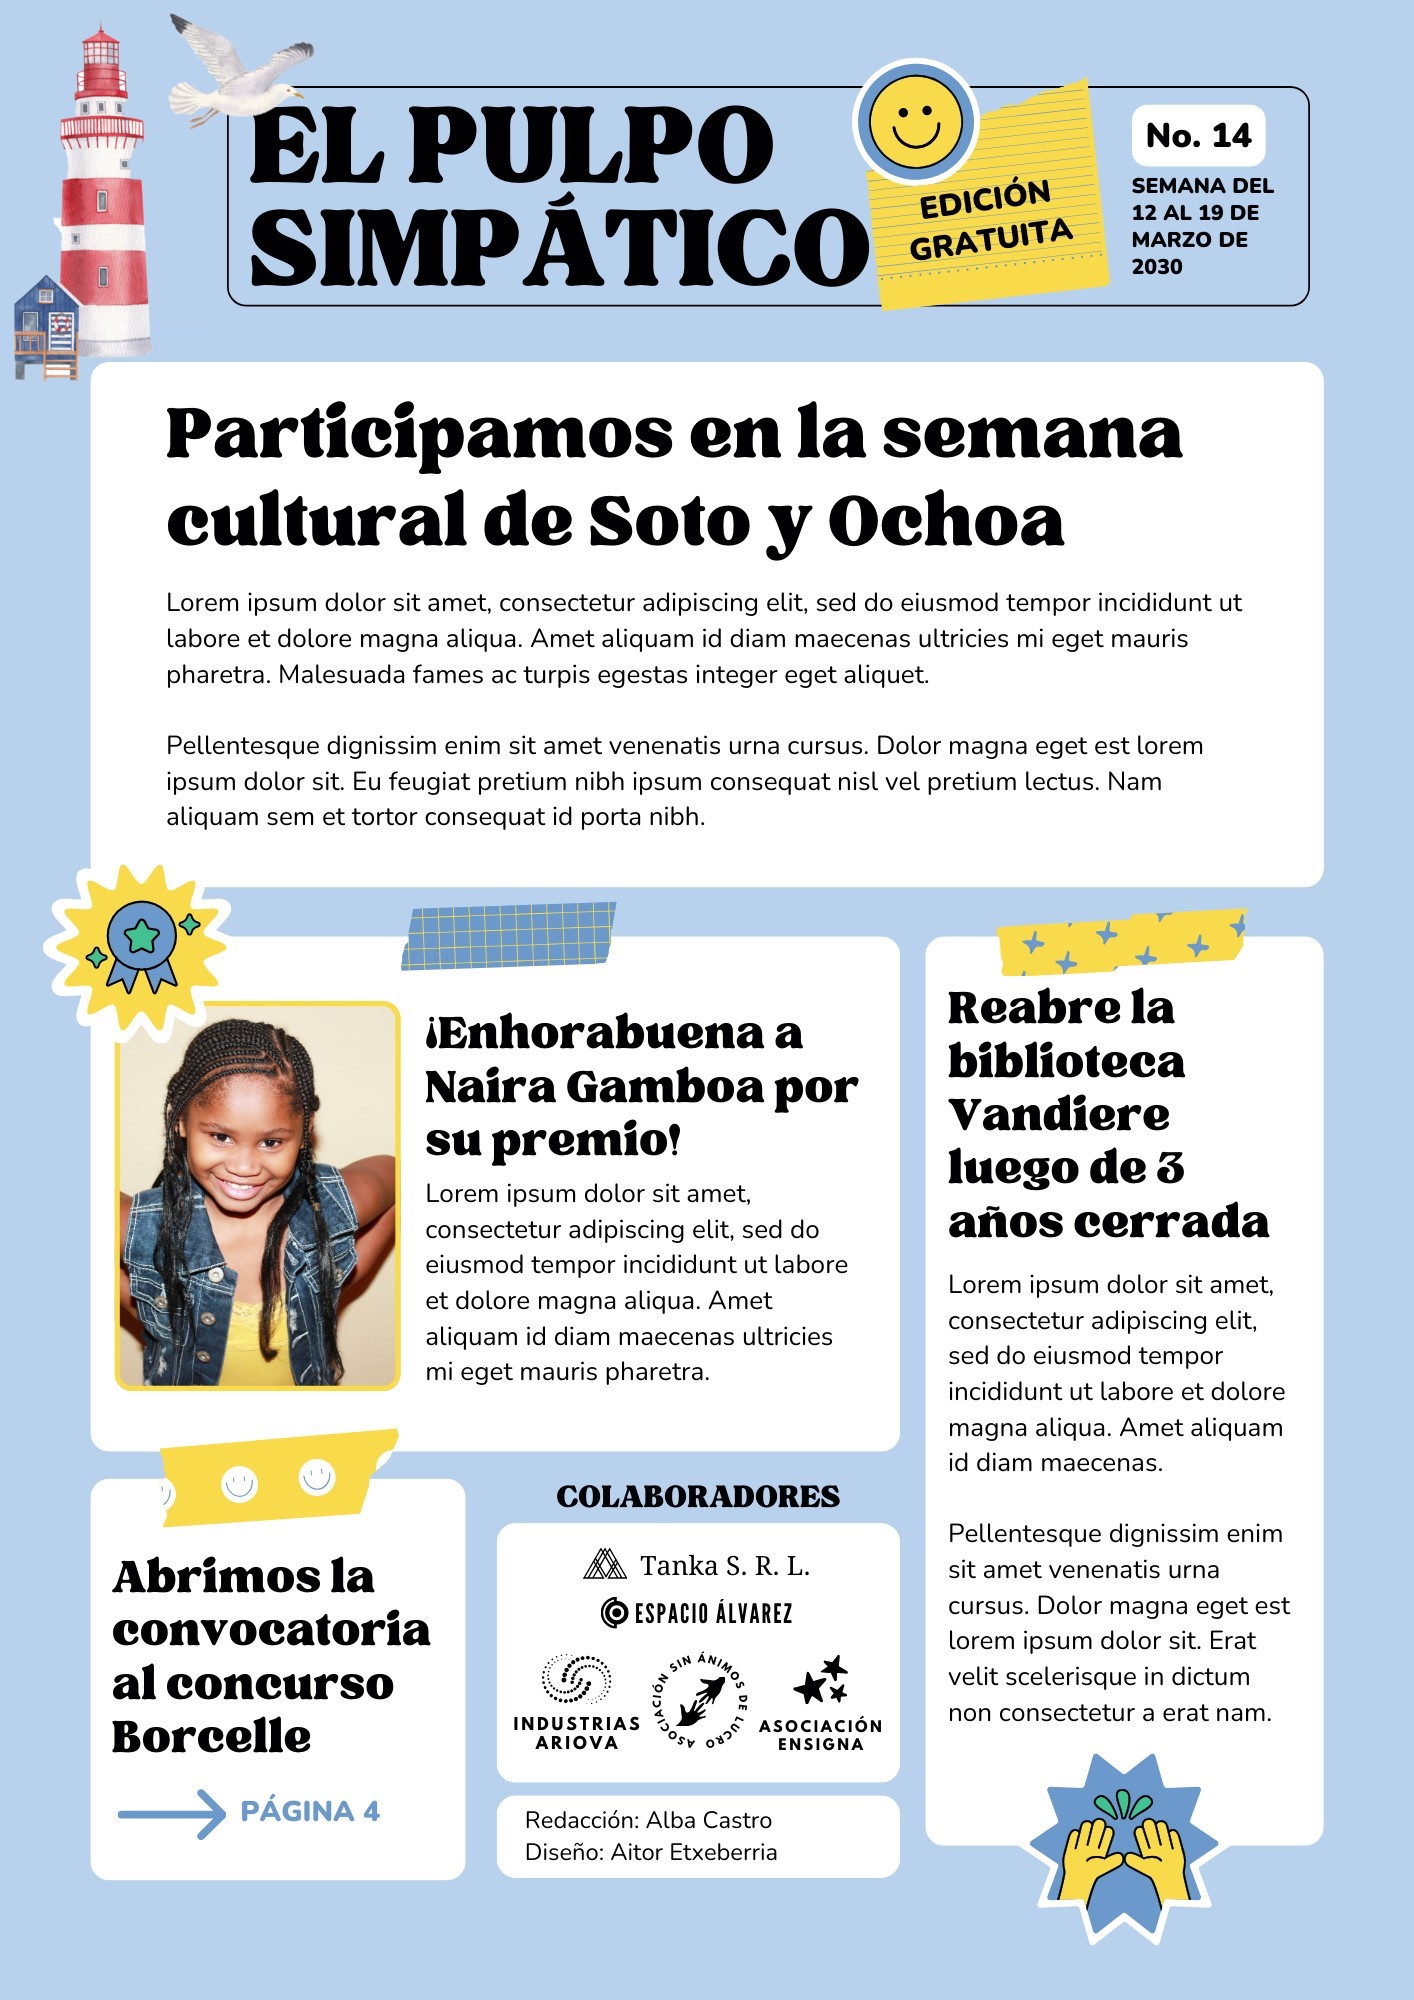 EL PULPO
SIMPÁTICO
EDICIÓN
GRATUITA
No. 14
SEMANA DEL
12 AL 19 DE
MARZO DE
2030
Participamos en la semana
cultural de Soto y Ochoa
Lorem ipsum dolor sit amet, consectetur adipiscing elit, sed do eiusmod tempor incididunt ut
labore et dolore magna aliqua. Amet aliquam id diam maecenas ultricies mi eget mauris
pharetra. Malesuada fames ac turpis egestas integer eget aliquet.
Pellentesque dignissim enim sit amet venenatis urna cursus. Dolor magna eget est lorem
ipsum dolor sit. Eu feugiat pretium nibh ipsum consequat nisl vel pretium lectus. Nam
aliquam sem et tortor consequat id porta nibh.
¡Enhorabuena a
Naira Gamboa por
su premio!
Lorem ipsum dolor sit amet,
consectetur adipiscing elit, sed do
eiusmod tempor incididunt ut labore
et dolore magna aliqua. Amet
aliquam id diam maecenas ultricies
mi eget mauris pharetra.
Reabre la
biblioteca
Vandiere
luego de 3
años cerrada
Lorem ipsum dolor sit amet,
consectetur adipiscing elit,
sed do eiusmod tempor
incididunt ut labore et dolore
magna aliqua. Amet aliquam
id diam maecenas.
Pellentesque dignissim enim
sit amet venenatis urna
cursus. Dolor magna eget est
lorem ipsum dolor sit. Erat
velit scelerisque in dictum
non consectetur a erat nam.
Abrimos la
convocatoria
al concurso
Borcelle
PÁGINA 4
COLABORADORES
Tanka S. R. L.
ESPACIO ÁLVAREZ
INDUSTRIAS
ARIOVA
ASOCIACIÓN SIN ÁNIMOS DE LUCRO
ASOCIACIÓN
ENSIGNA
Redacción: Alba Castro
Diseño: Aitor Etxeberria